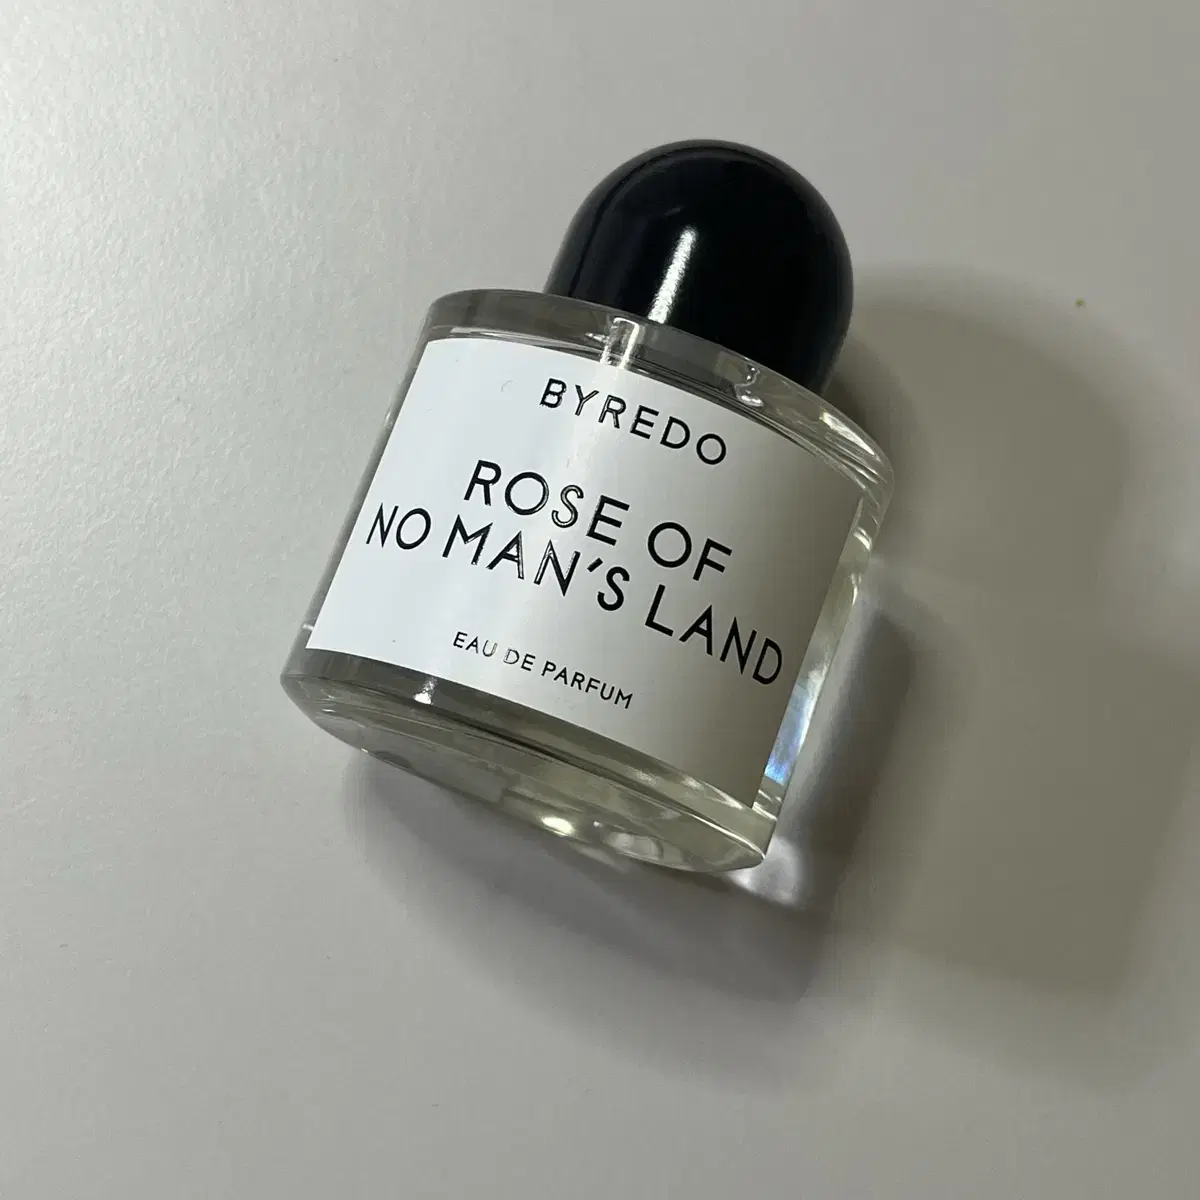 BYREDO
ROSE OF
NO MAN'S LAND
EAU DE PARFUM